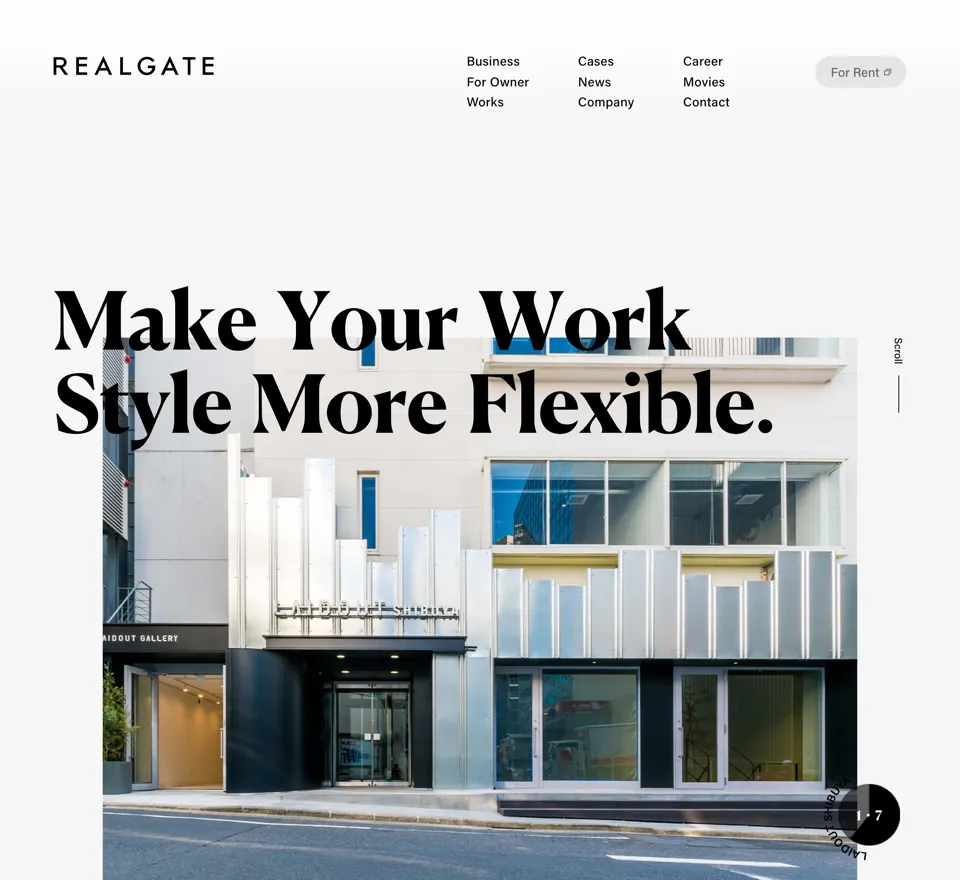 REALGATE
Business
For Owner
Works
Cases
News
Company
Career
Movies
Contact
For Rent
Make Your Work
Style More Flexible.
Scroll
LAIDOUT SHIBUYA
AIDOUT GALLERY
1 • 7
LAIDOUT SHIBUYA